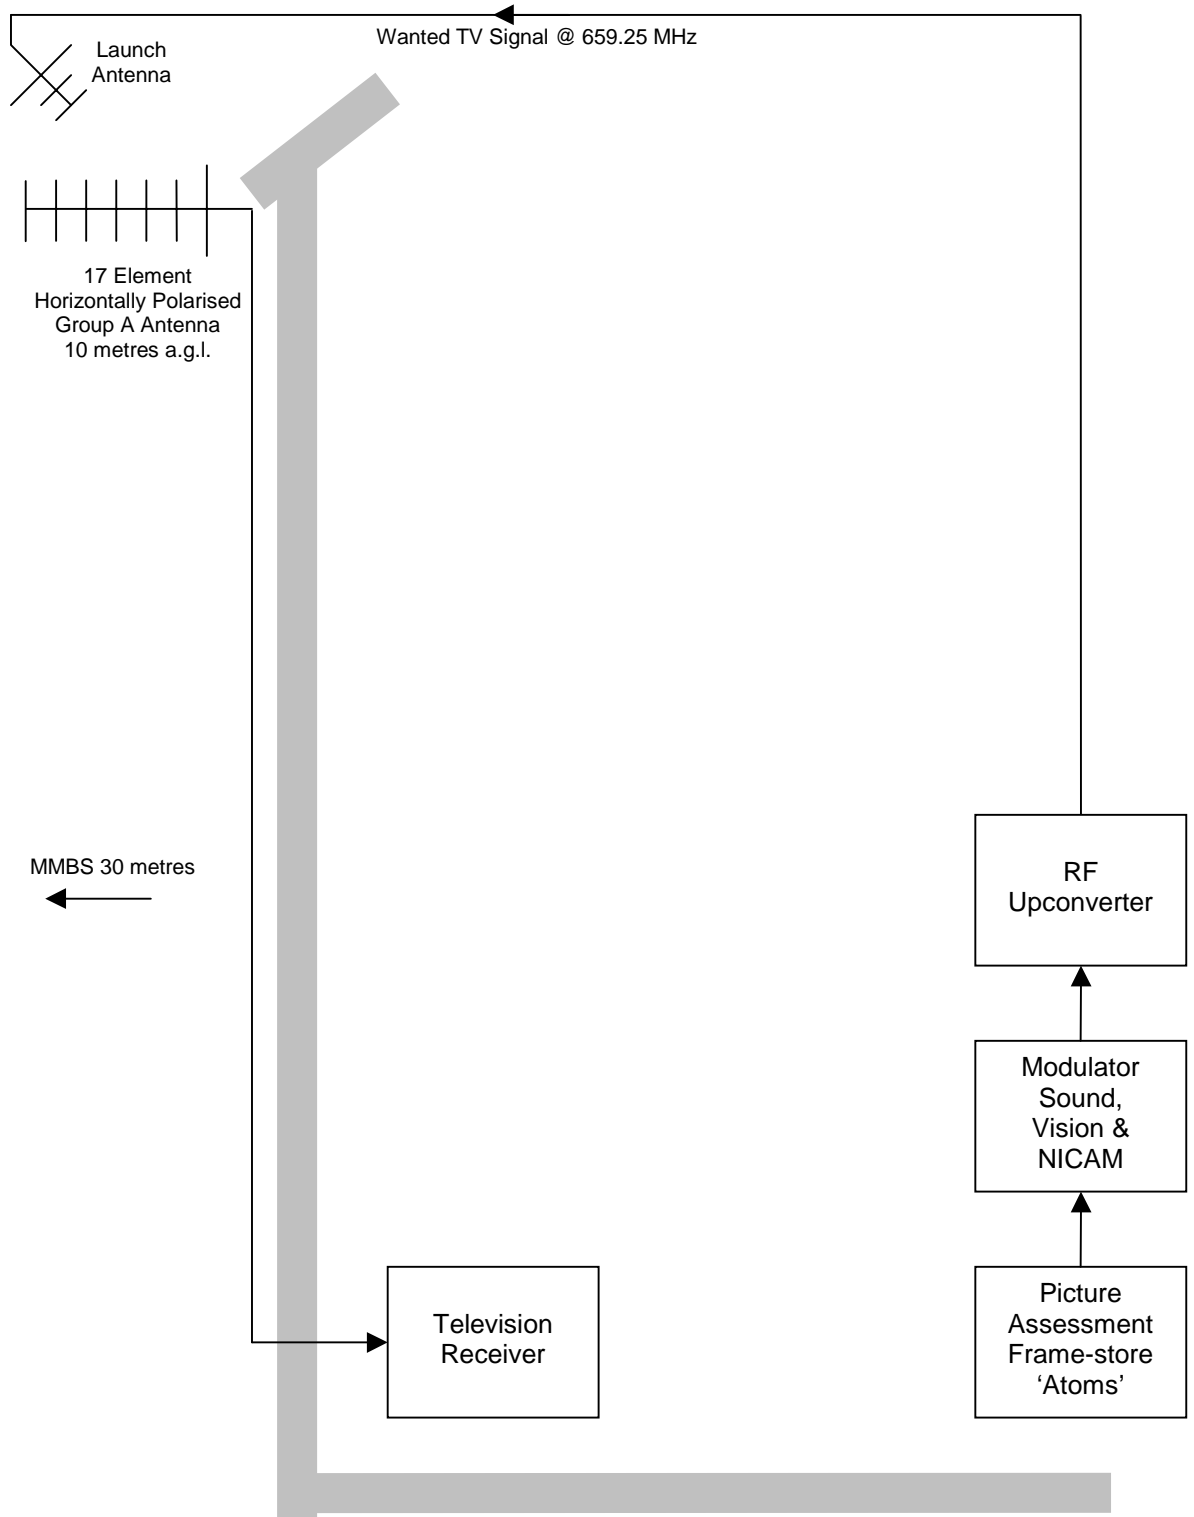 Wanted TV Signal @ 659.25 MHz
Launch
Antenna
17 Element
Horizontally Polarised
Group A Antenna
10 metres a.g.l.
MMBS 30 metres
RF
Upconverter
Modulator
Sound,
Vision &
NICAM
Television
Receiver
Picture
Assessment
Frame-store
‘Atoms’